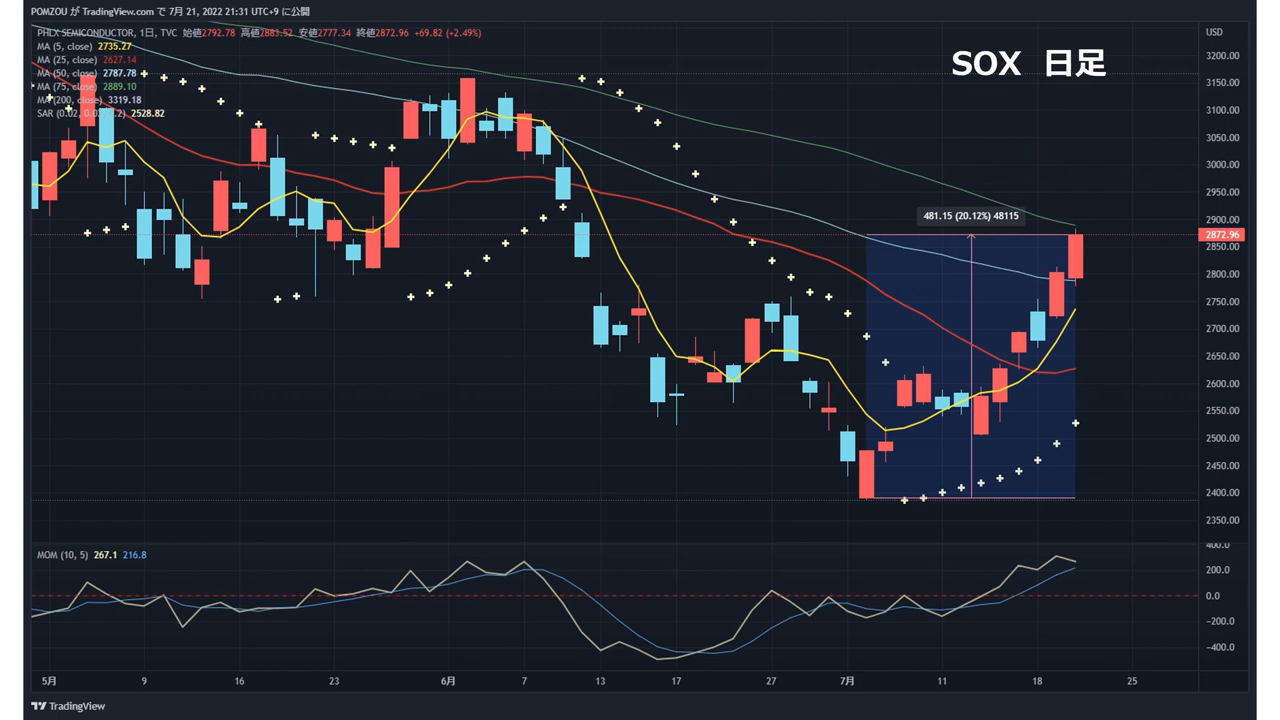 POMZOU が TradingView.com で 7月 21, 2022 21:31 UTC+9 に公開
PHLX SEMICONDUCTOR, 1日, TVC 始値2792.78 高値2883.52 安値2777.34 終値2872.96 +69.82 (+2.49%)
USD
MA (5, close) 2735.27
MA (25, close) 2627.14
MA (50, close) 2787.78
MA (75, close) 2889.10
MA (200, close) 3319.18
SAR (0.02, 0.02, 0.2) 2528.82
SOX 日足
3200.00
3150.00
3100.00
3050.00
3000.00
2950.00
2900.00
481.15 (20.12%) 48115
2872.96
2850.00
2800.00
2750.00
2700.00
2650.00
2600.00
2550.00
2500.00
2450.00
2400.00
2350.00
MOM (10, 5) 267.1 216.8
400.0
200.0
0.0
−200.0
−400.0
5月 9 16 23 6月 7 13 17 27 7月 11 18 25
TradingView